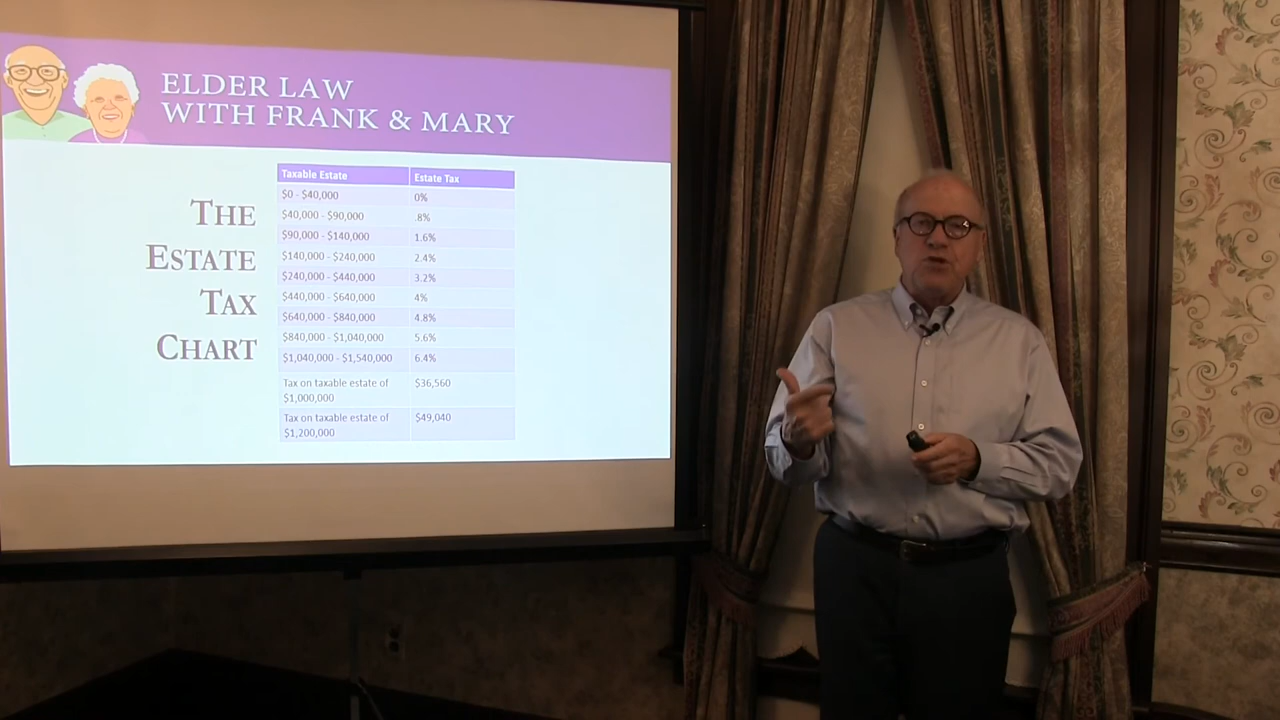 ELDER LAW
WITH FRANK & MARY
THE
ESTATE
TAX
CHART
Taxable Estate Estate Tax
$0 - $40,000 0%
$40,000 - $90,000 .8%
$90,000 - $140,000 1.6%
$140,000 - $240,000 2.4%
$240,000 - $440,000 3.2%
$440,000 - $640,000 4%
$640,000 - $840,000 4.8%
$840,000 - $1,040,000 5.6%
$1,040,000 - $1,540,000 6.4%
Tax on taxable estate of $36,560
$1,000,000
Tax on taxable estate of $49,040
$1,200,000